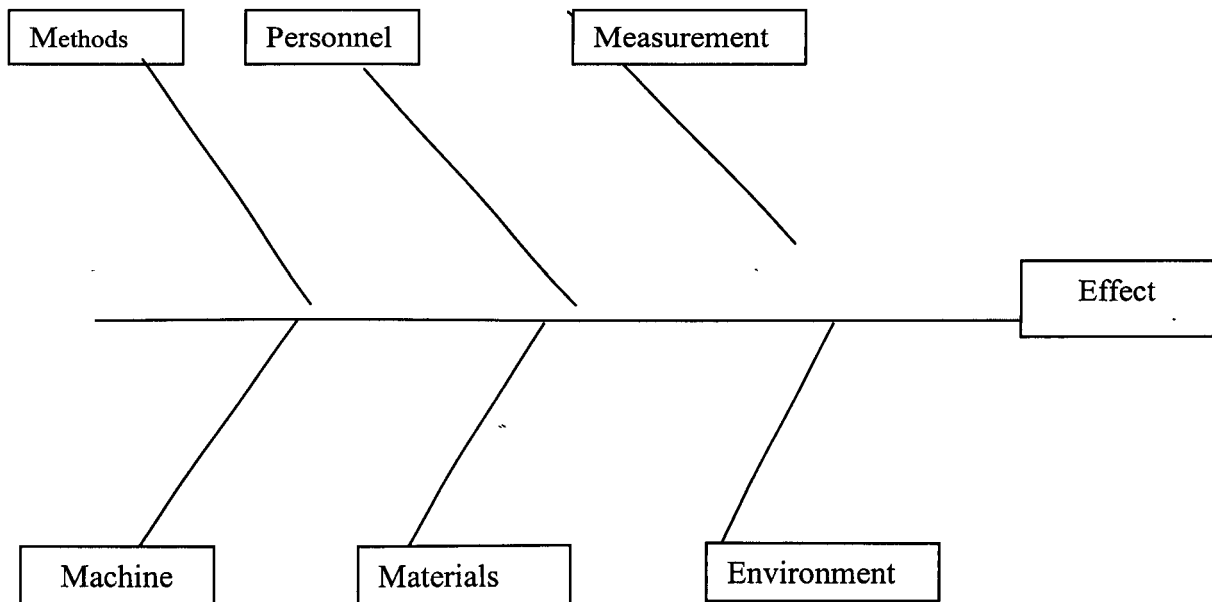 Methods
Personnel
Measurement
Effect
Machine
Materials
Environment